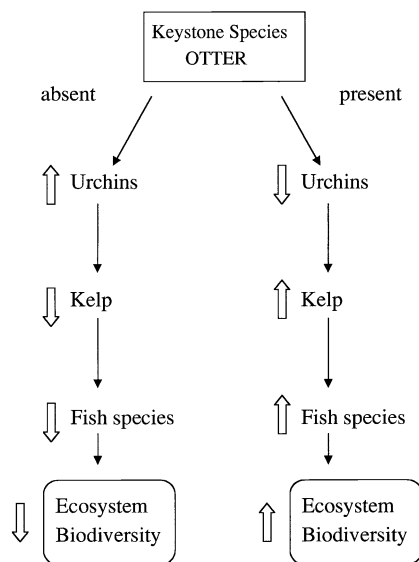 Keystone Species
OTTER
absent
present
Urchins
Urchins
Kelp
Kelp
Fish species
Fish species
Ecosystem
Biodiversity
Ecosystem
Biodiversity